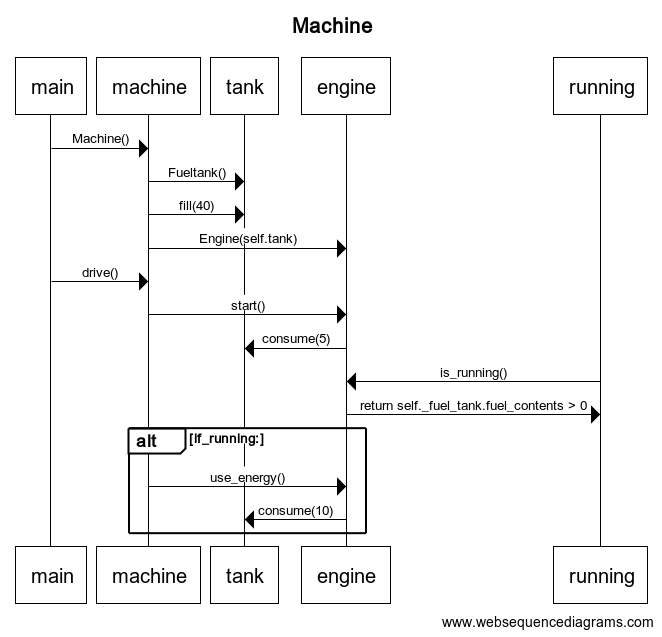 Machine
main machine tank engine running
Machine()
Fueltank()
fill(40)
Engine(self.tank)
drive()
start()
consume(5)
is_running()
return self._fuel_tank.fuel_contents > 0
alt [if_running:]
use_energy()
consume(10)
main machine tank engine running
www.websequencediagrams.com